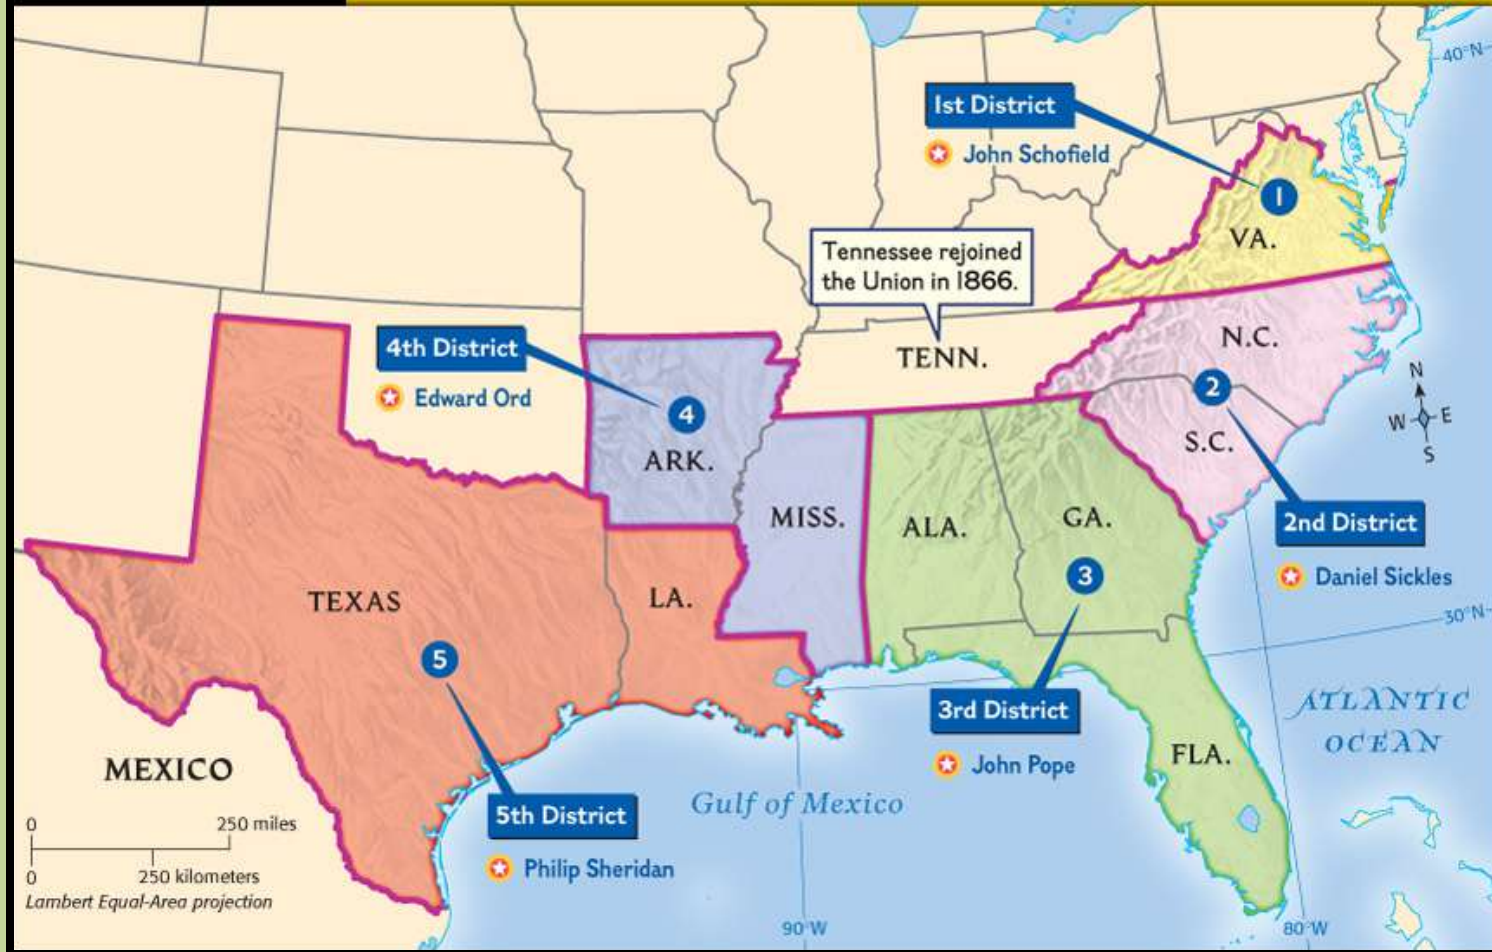 40°N
1st District
John Schofield
1
VA.
Tennessee rejoined
the Union in 1866.
TENN.
N.C.
2
S.C.
N
W E
S
4th District
Edward Ord
4
ARK.
MISS.
ALA.
GA.
3
2nd District
Daniel Sickles
30°N
TEXAS
LA.
5
3rd District
John Pope
FLA.
ATLANTIC
OCEAN
MEXICO
Gulf of Mexico
5th District
Philip Sheridan
0 250 miles
0 250 kilometers
Lambert Equal-Area projection
90°W
80°W